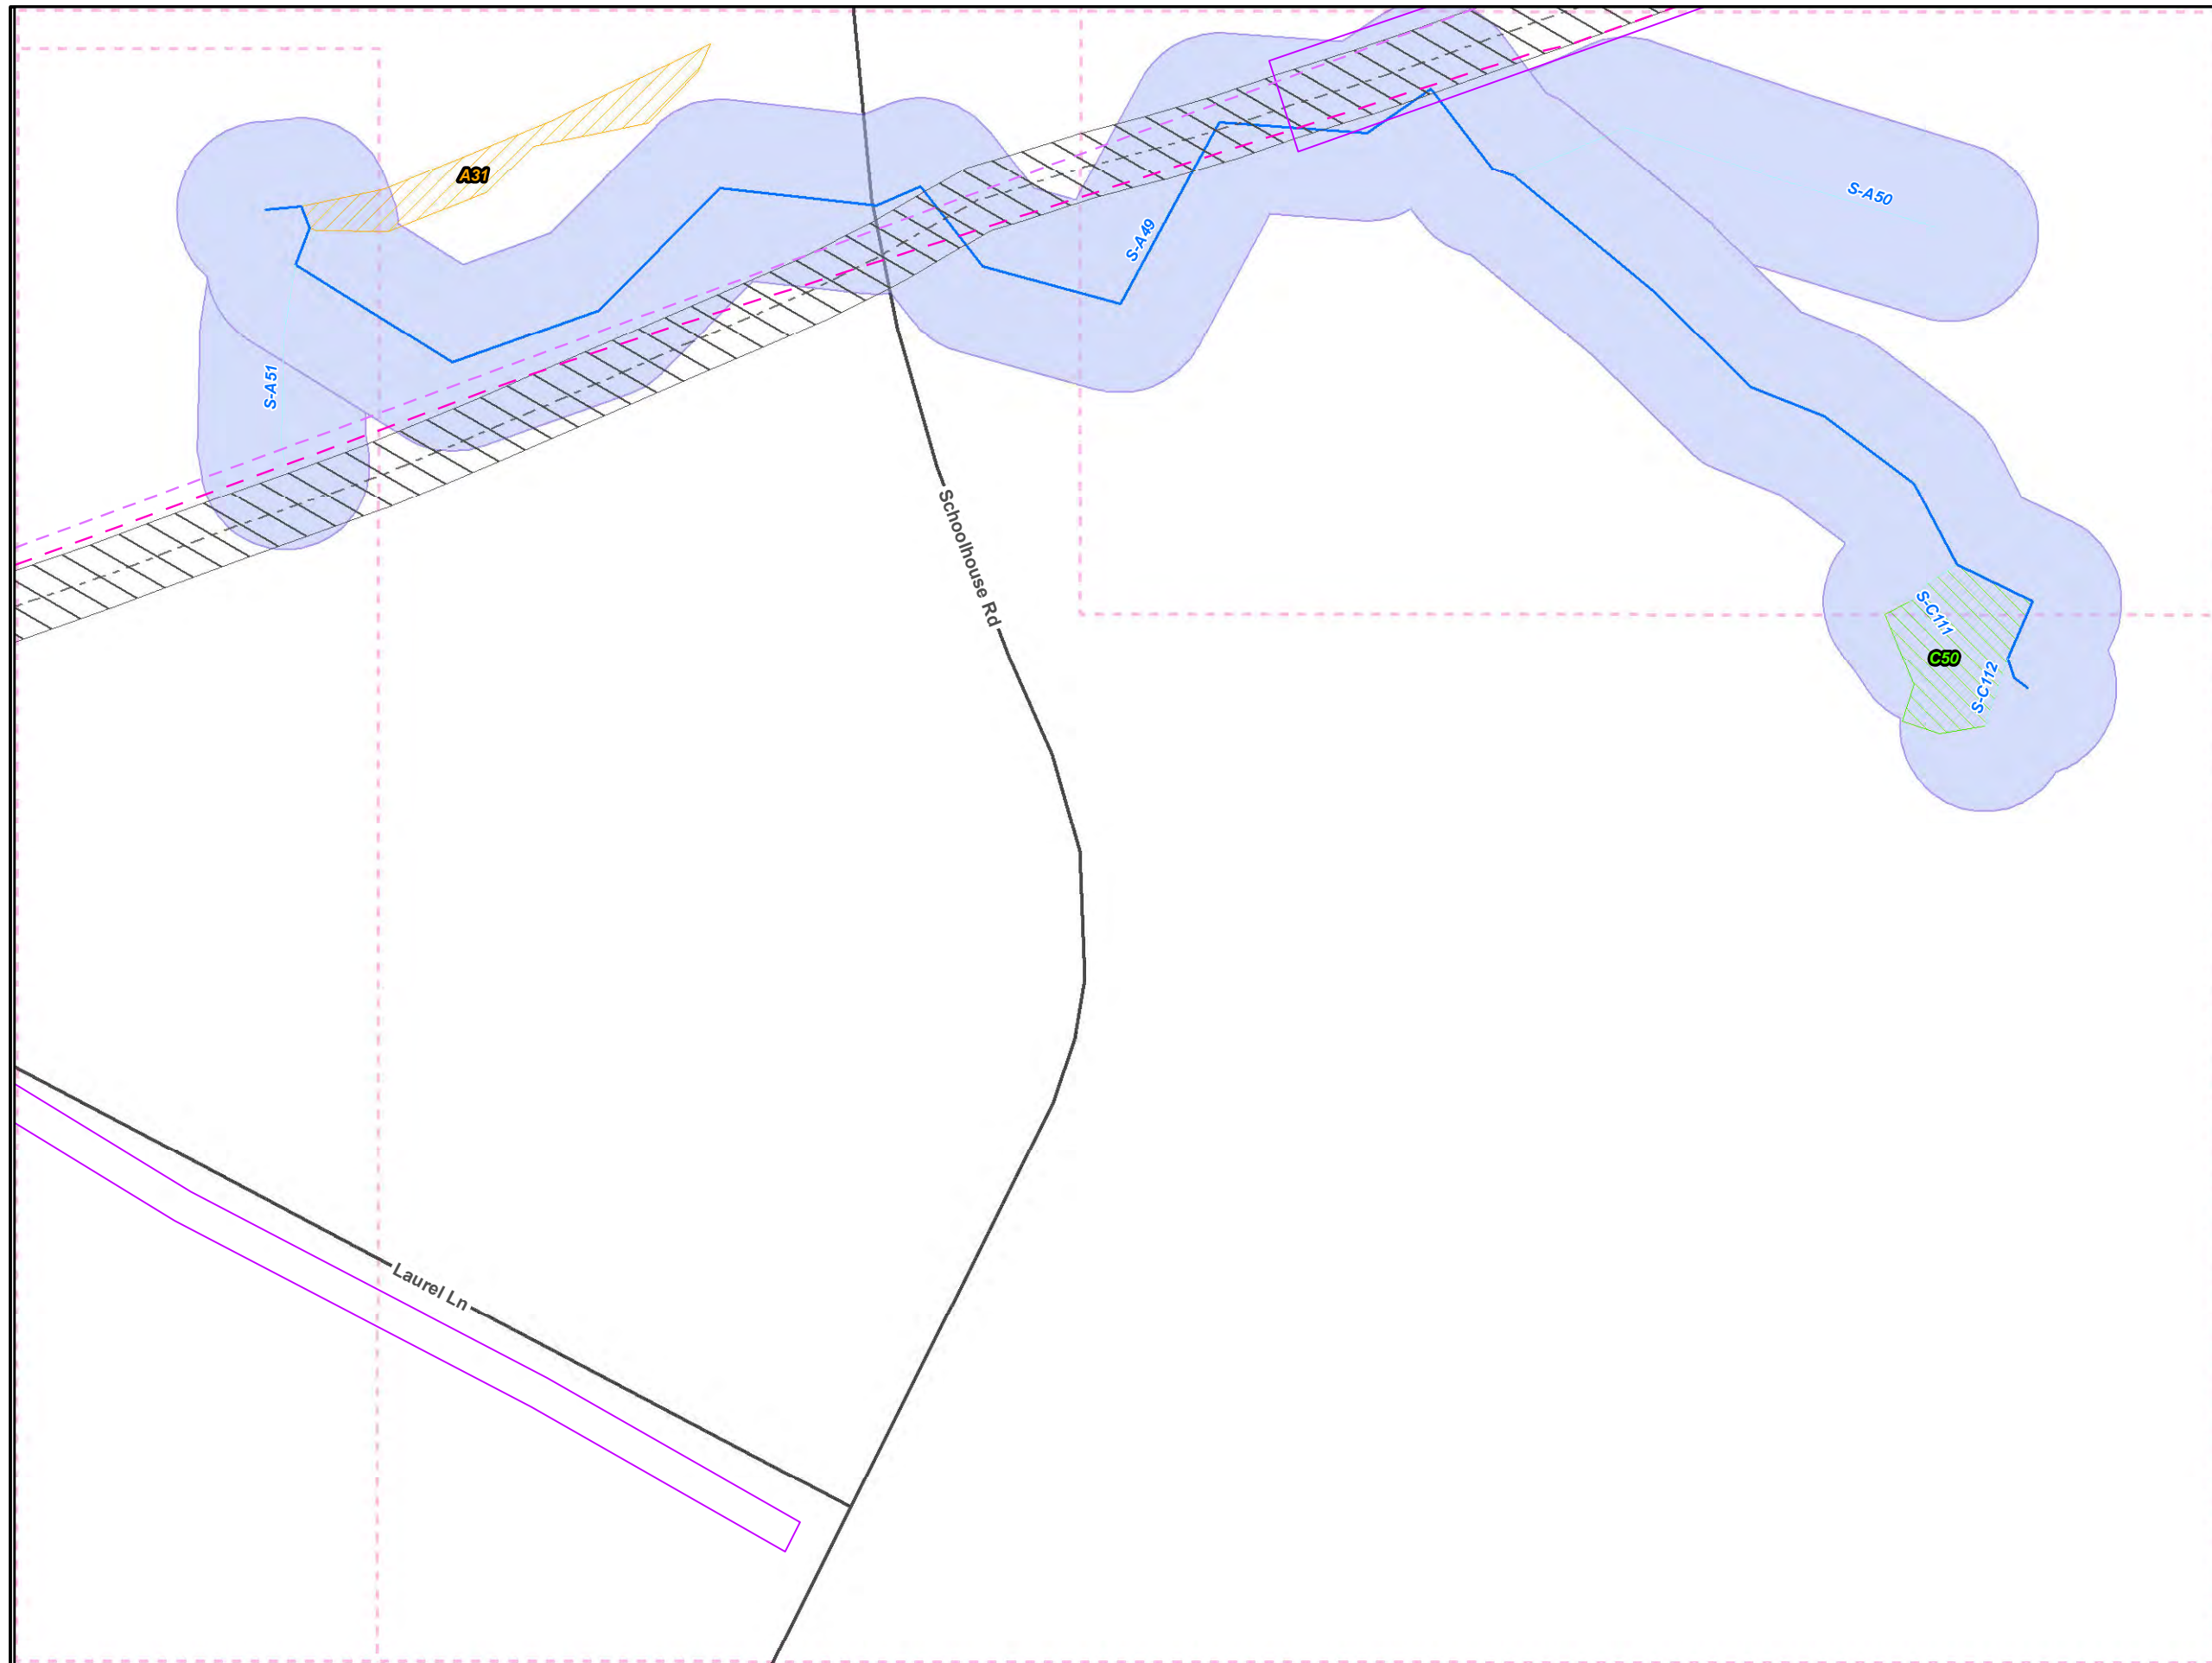 A31
S-A50
S-A49
S-A51
Schoolhouse Rd
S-C111
C50
S-C112
Laurel Ln